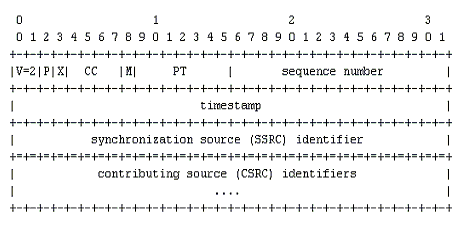 0                   1                   2                   3
0 1 2 3 4 5 6 7 8 9 0 1 2 3 4 5 6 7 8 9 0 1 2 3 4 5 6 7 8 9 0 1
+-+-+-+-+-+-+-+-+-+-+-+-+-+-+-+-+-+-+-+-+-+-+-+-+-+-+-+-+-+-+-+-+
|V=2|P|X|  CC   |M|     PT      |       sequence number         |
+-+-+-+-+-+-+-+-+-+-+-+-+-+-+-+-+-+-+-+-+-+-+-+-+-+-+-+-+-+-+-+-+
|                           timestamp                           |
+-+-+-+-+-+-+-+-+-+-+-+-+-+-+-+-+-+-+-+-+-+-+-+-+-+-+-+-+-+-+-+-+
|           synchronization source (SSRC) identifier            |
+=+=+=+=+=+=+=+=+=+=+=+=+=+=+=+=+=+=+=+=+=+=+=+=+=+=+=+=+=+=+=+=+
|            contributing source (CSRC) identifiers             |
|                             ....                              |
+-+-+-+-+-+-+-+-+-+-+-+-+-+-+-+-+-+-+-+-+-+-+-+-+-+-+-+-+-+-+-+-+